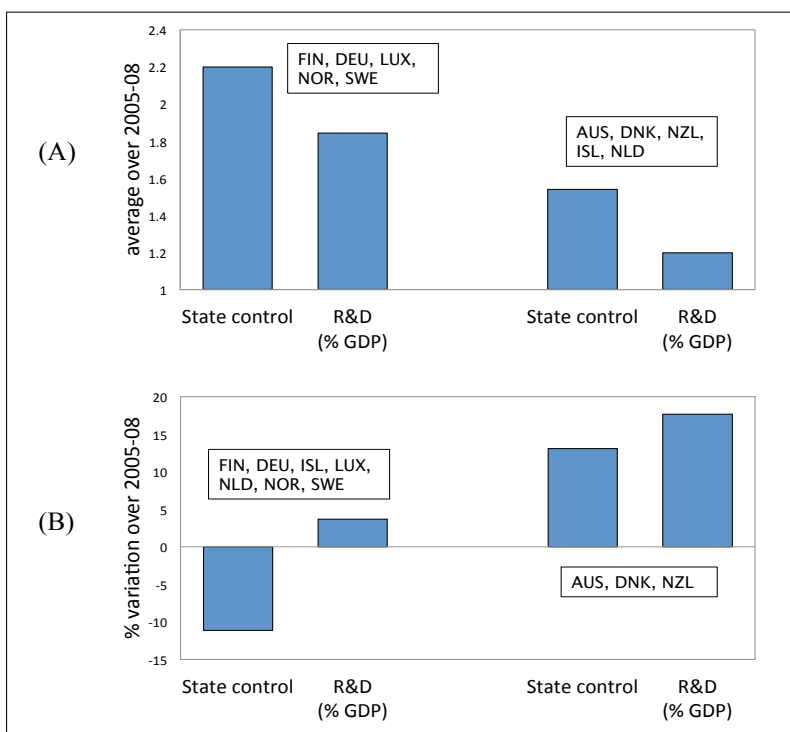 (A)
average over 2005-08
2.4
2.2
2
1.8
1.6
1.4
1.2
1
FIN, DEU, LUX,
NOR, SWE
AUS, DNK, NZL,
ISL, NLD
State control
R&D
(% GDP)
State control
R&D
(% GDP)
(B)
% variation over 2005-08
20
15
10
5
0
-5
-10
-15
FIN, DEU, ISL, LUX,
NLD, NOR, SWE
AUS, DNK, NZL
State control
R&D
(% GDP)
State control
R&D
(% GDP)